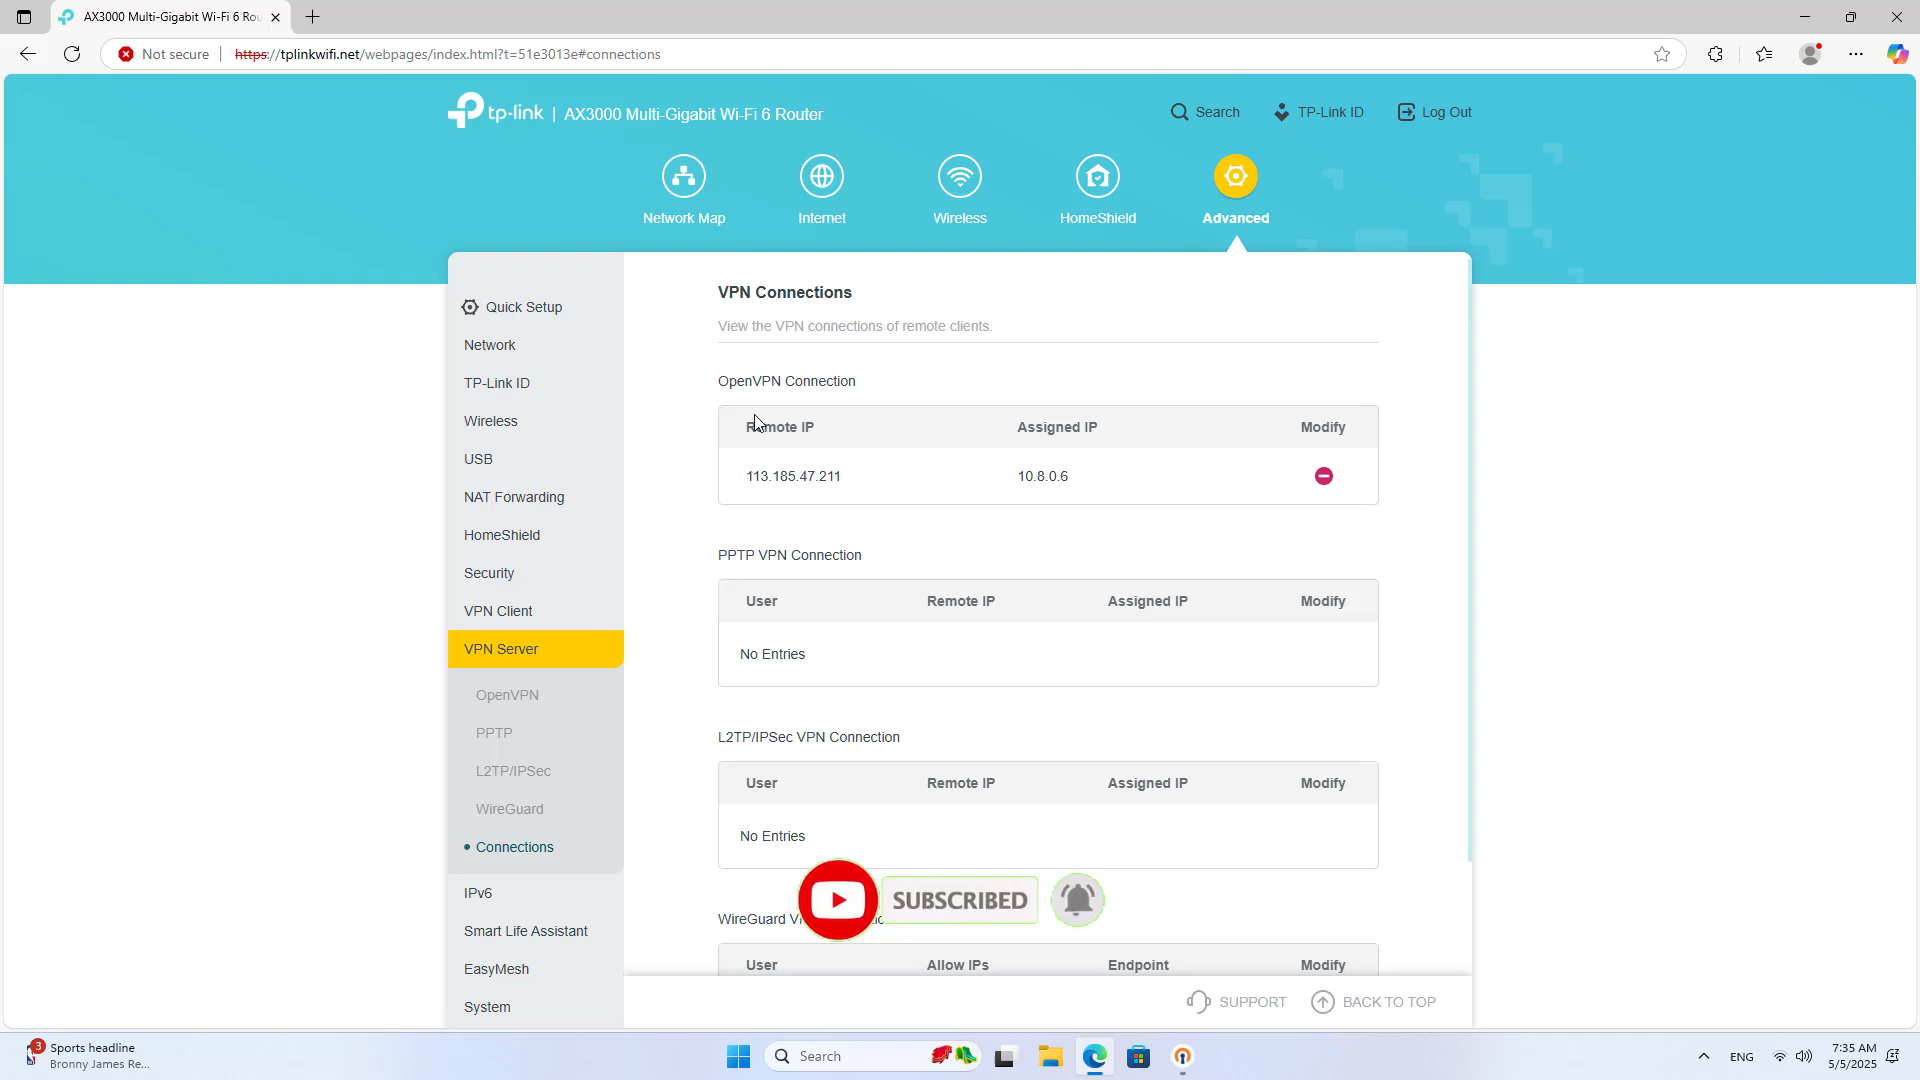 AX3000 Multi-Gigabit Wi-Fi 6 Rou
Not secure
https://tplinkwifi.net/webpages/index.html?t=51e3013e#connections
tp-link | AX3000 Multi-Gigabit Wi-Fi 6 Router
Search
TP-Link ID
Log Out
Network Map
Internet
Wireless
HomeShield
Advanced
Quick Setup
Network
TP-Link ID
Wireless
USB
NAT Forwarding
HomeShield
Security
VPN Client
VPN Server
OpenVPN
PPTP
L2TP/IPSec
WireGuard
Connections
IPv6
Smart Life Assistant
EasyMesh
System
VPN Connections
View the VPN connections of remote clients.
OpenVPN Connection
Remote IP Assigned IP Modify
113.185.47.211 10.8.0.6
PPTP VPN Connection
User Remote IP Assigned IP Modify
No Entries
L2TP/IPSec VPN Connection
User Remote IP Assigned IP Modify
No Entries
SUBSCRIBED
WireGuard
User Allow IPs Endpoint Modify
SUPPORT
BACK TO TOP
3
Sports headline
Bronny James Re...
Search
ENG
7:35 AM
5/5/2025